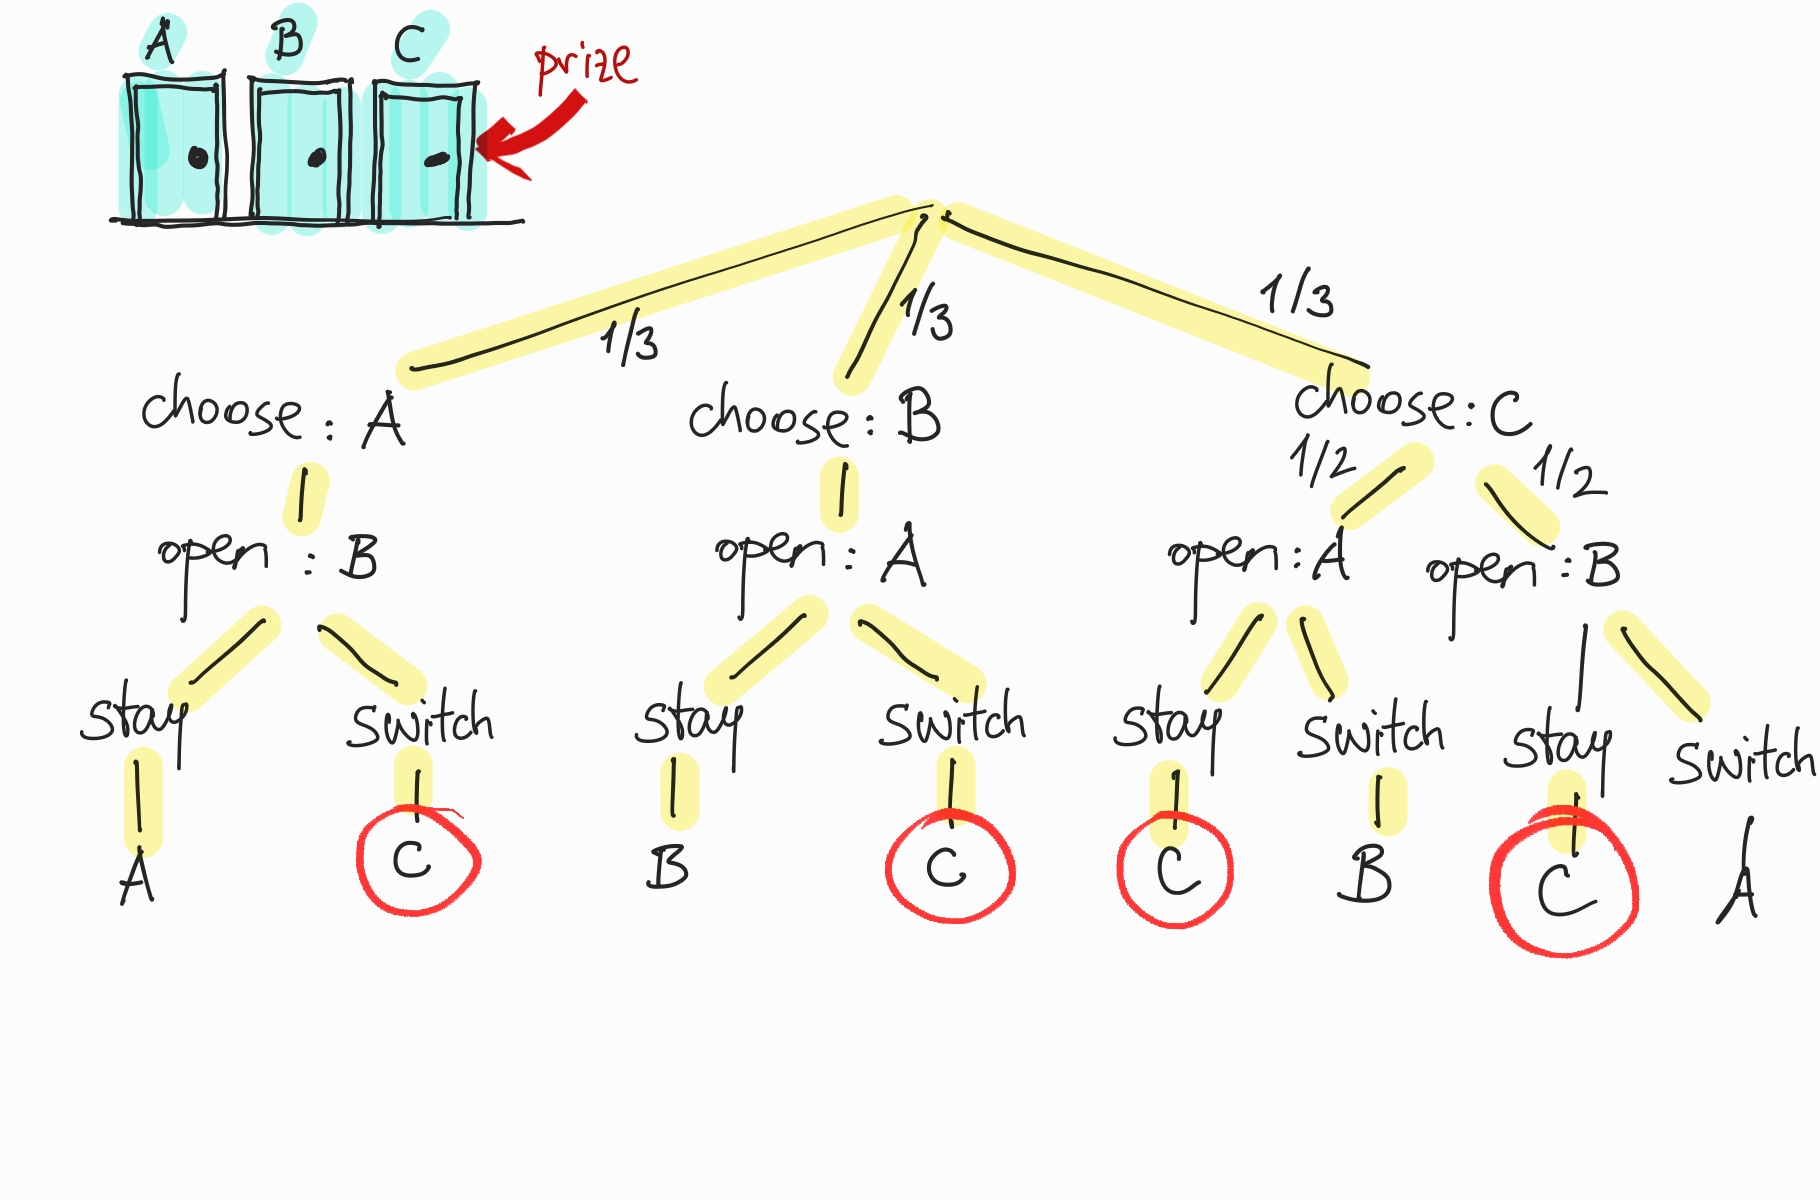 A B C
prize
1/3 1/3 1/3
choose : A choose : B choose : C
1/2 1/2
open : B open : A open : A open : B
stay switch stay switch stay switch stay switch
A C B C C B C A